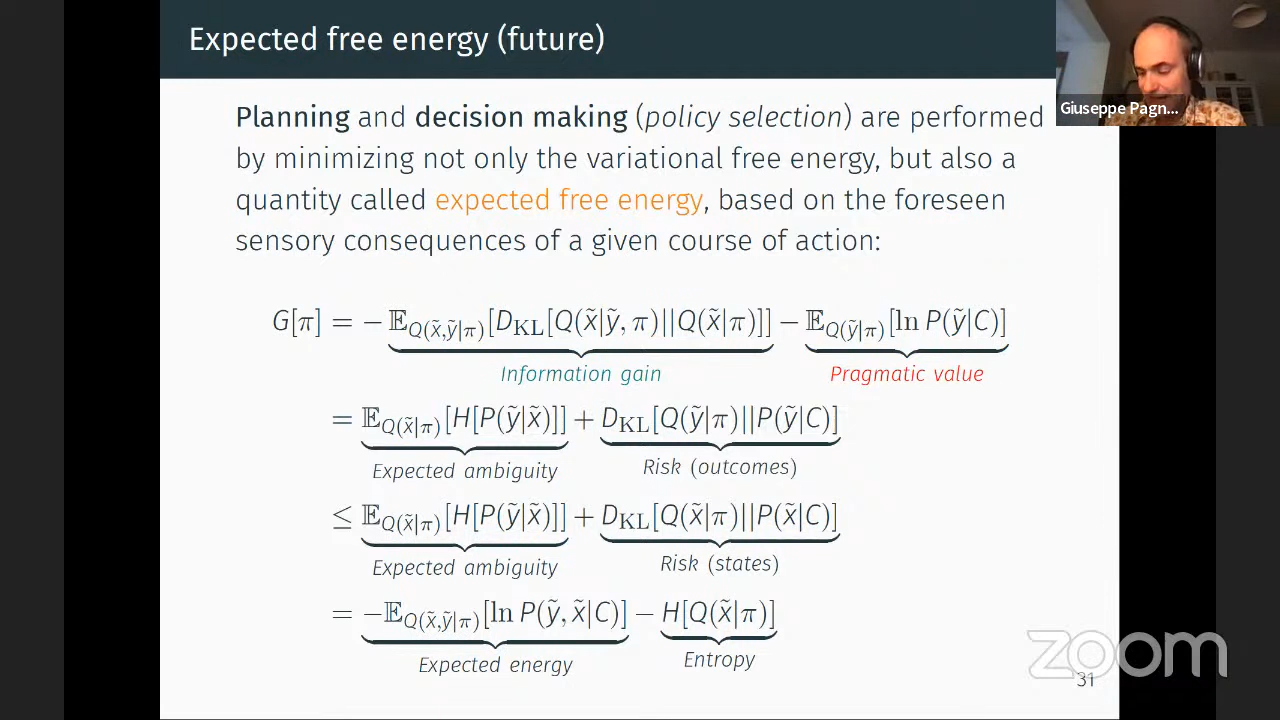 Expected free energy (future)
Giuseppe Pagn...
Planning and decision making (policy selection) are performed
by minimizing not only the variational free energy, but also a
quantity called expected free energy, based on the foreseen
sensory consequences of a given course of action:
G[π] = − 𝔼_{Q(x̃,ỹ|π)}[D_KL[Q(x̃|ỹ, π)||Q(x̃|π)]] − 𝔼_{Q(ỹ|π)}[ln P(ỹ|C)]
Information gain Pragmatic value
= 𝔼_{Q(x̃|π)}[H[P(ỹ|x̃)]] + D_KL[Q(ỹ|π)||P(ỹ|C)]
Expected ambiguity Risk (outcomes)
≤ 𝔼_{Q(x̃|π)}[H[P(ỹ|x̃)]] + D_KL[Q(x̃|π)||P(x̃|C)]
Expected ambiguity Risk (states)
= −𝔼_{Q(x̃,ỹ|π)}[ln P(ỹ, x̃|C)] − H[Q(x̃|π)]
Expected energy Entropy
zoom
31